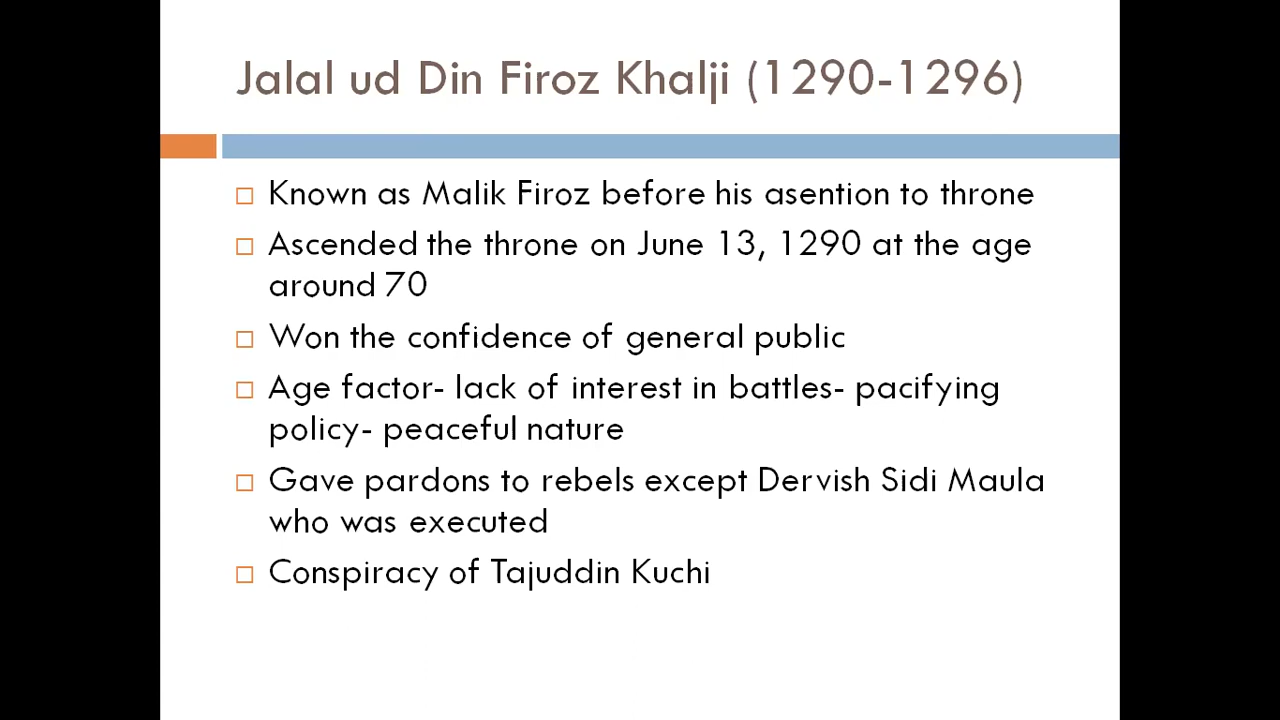 Jalal ud Din Firoz Khalji (1290-1296)
Known as Malik Firoz before his asention to throne
Ascended the throne on June 13, 1290 at the age
around 70
Won the confidence of general public
Age factor- lack of interest in battles- pacifying
policy- peaceful nature
Gave pardons to rebels except Dervish Sidi Maula
who was executed
Conspiracy of Tajuddin Kuchi